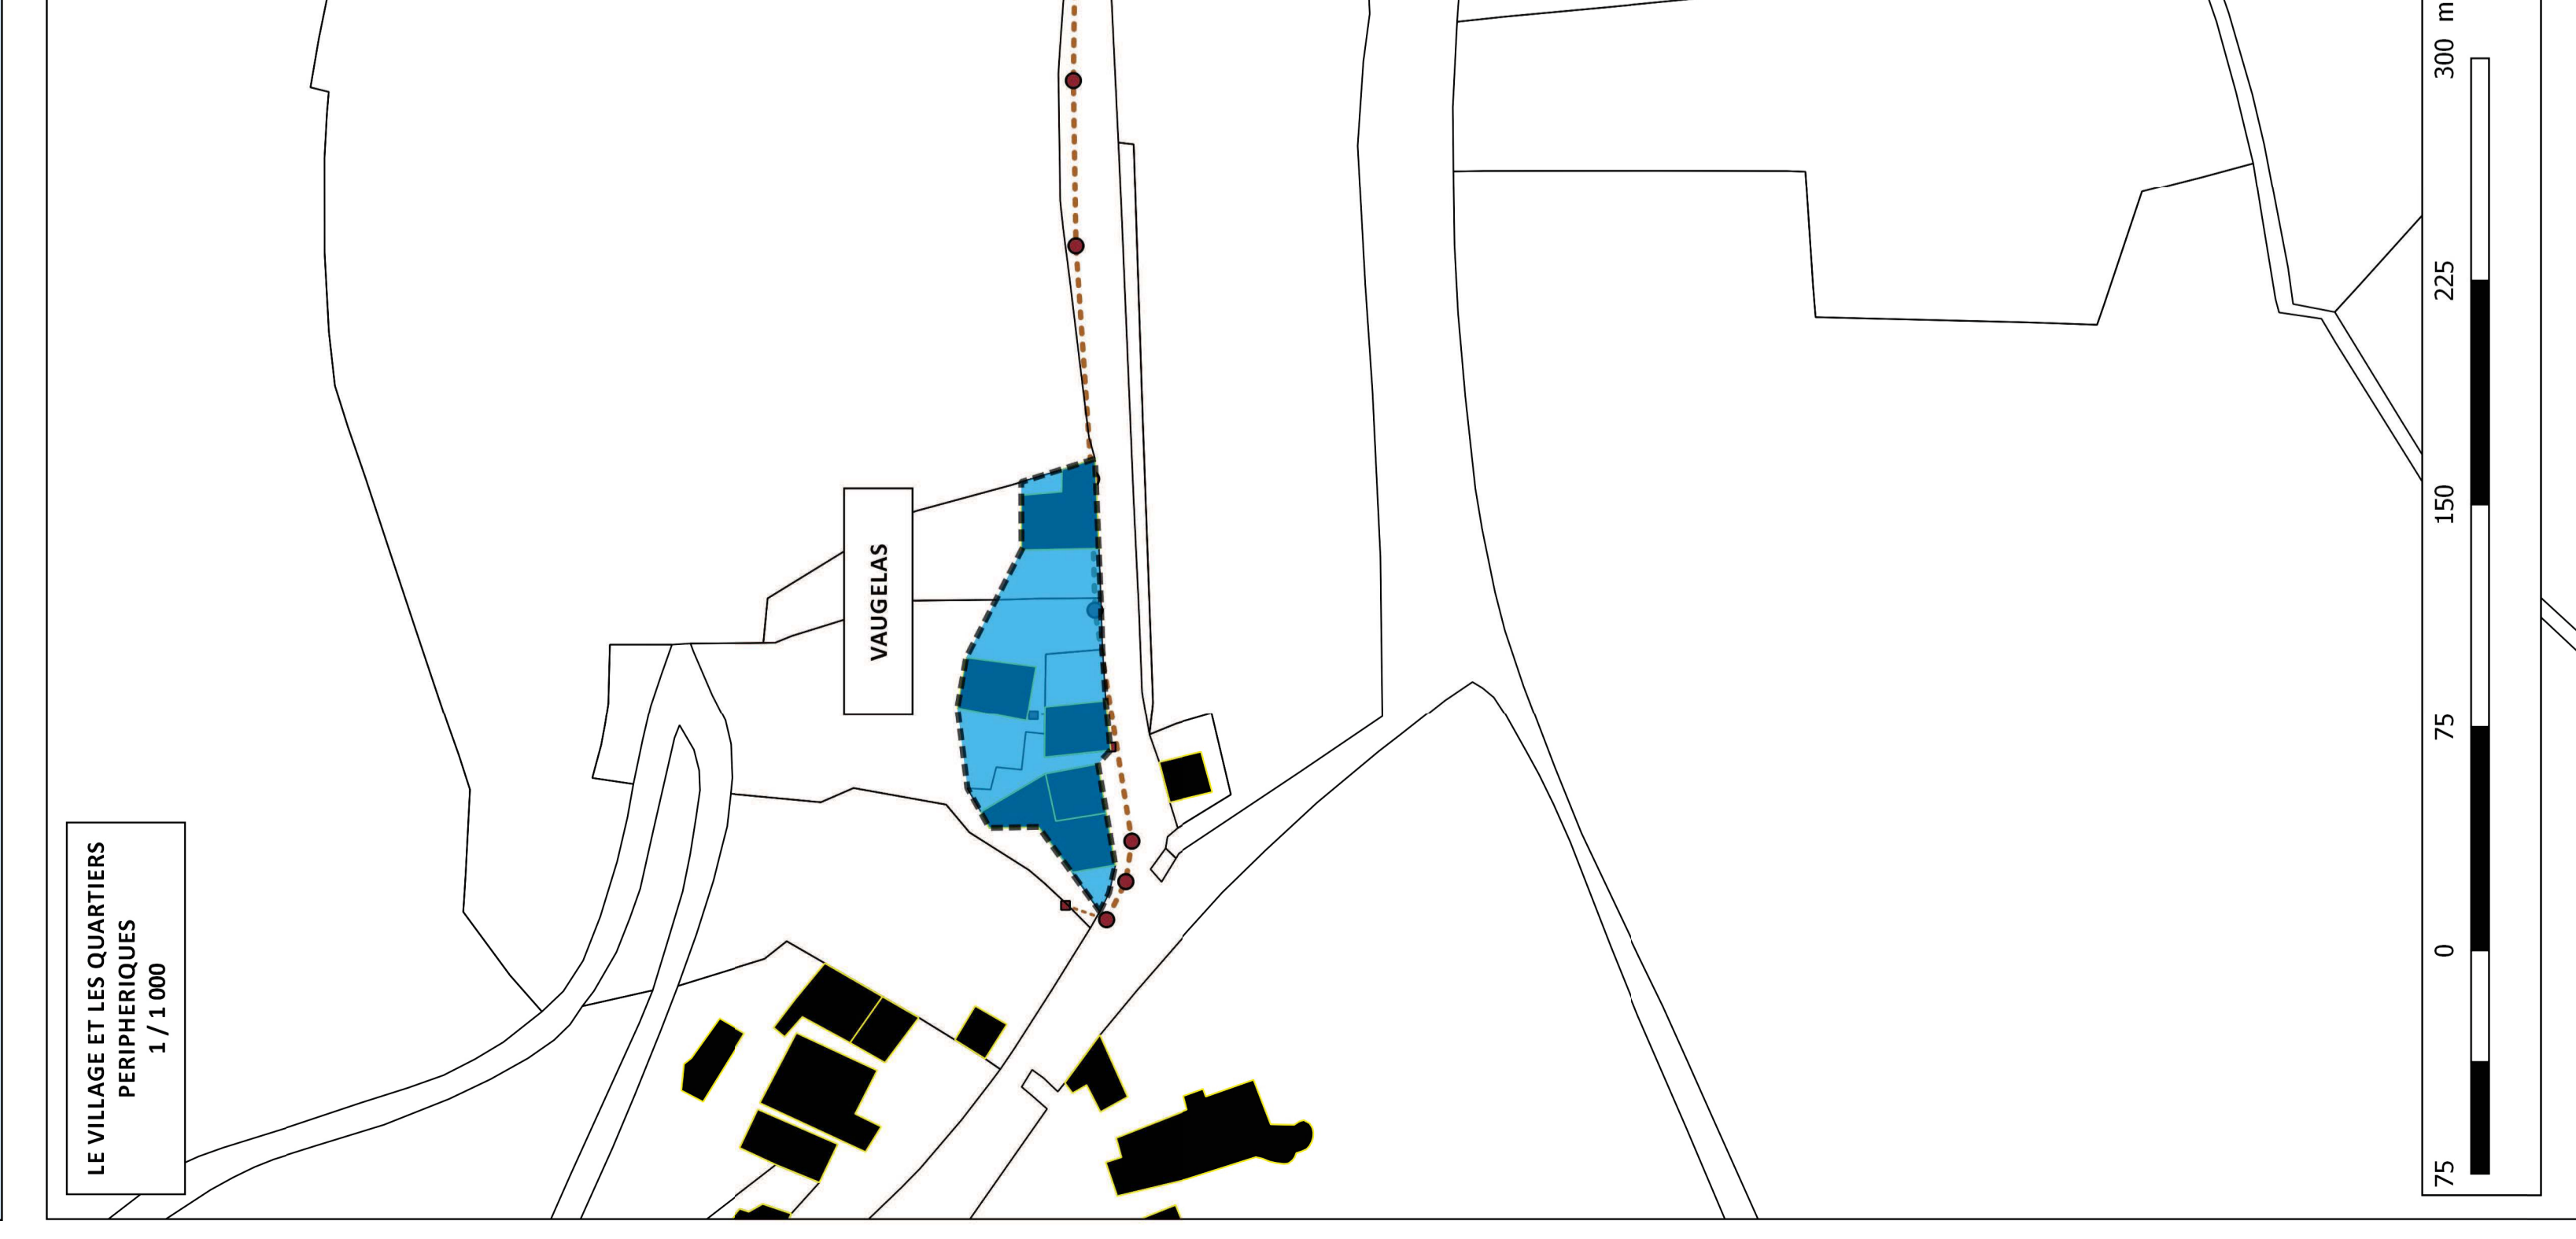 LE VILLAGE ET LES QUARTIERS
PERIPHERIQUES
1 / 1 000
VAUGELAS
75 0 75 150 225 300 m